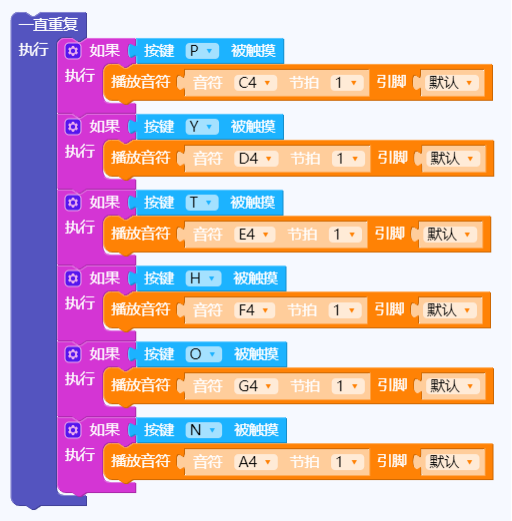 一直重复
执行 如果 按键 P 被触摸
执行 播放音符 音符 C4 节拍 1 引脚 默认
如果 按键 Y 被触摸
执行 播放音符 音符 D4 节拍 1 引脚 默认
如果 按键 T 被触摸
执行 播放音符 音符 E4 节拍 1 引脚 默认
如果 按键 H 被触摸
执行 播放音符 音符 F4 节拍 1 引脚 默认
如果 按键 O 被触摸
执行 播放音符 音符 G4 节拍 1 引脚 默认
如果 按键 N 被触摸
执行 播放音符 音符 A4 节拍 1 引脚 默认